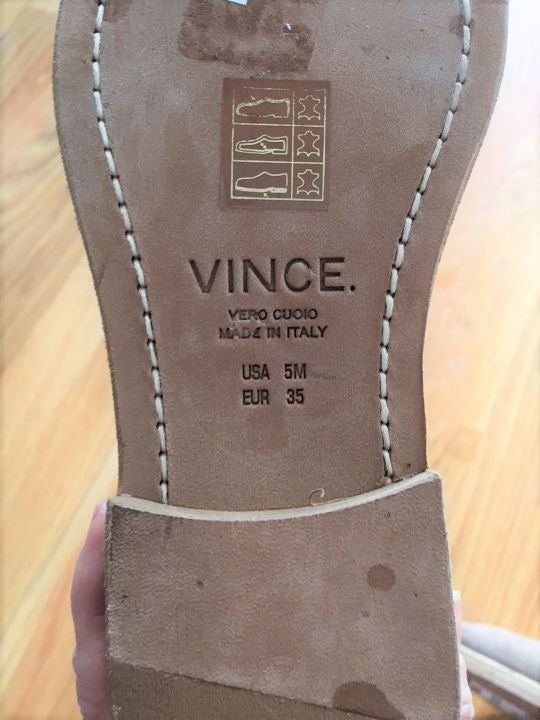 VINCE.
VERO CUOIO
MADE IN ITALY
USA 5M
EUR 35